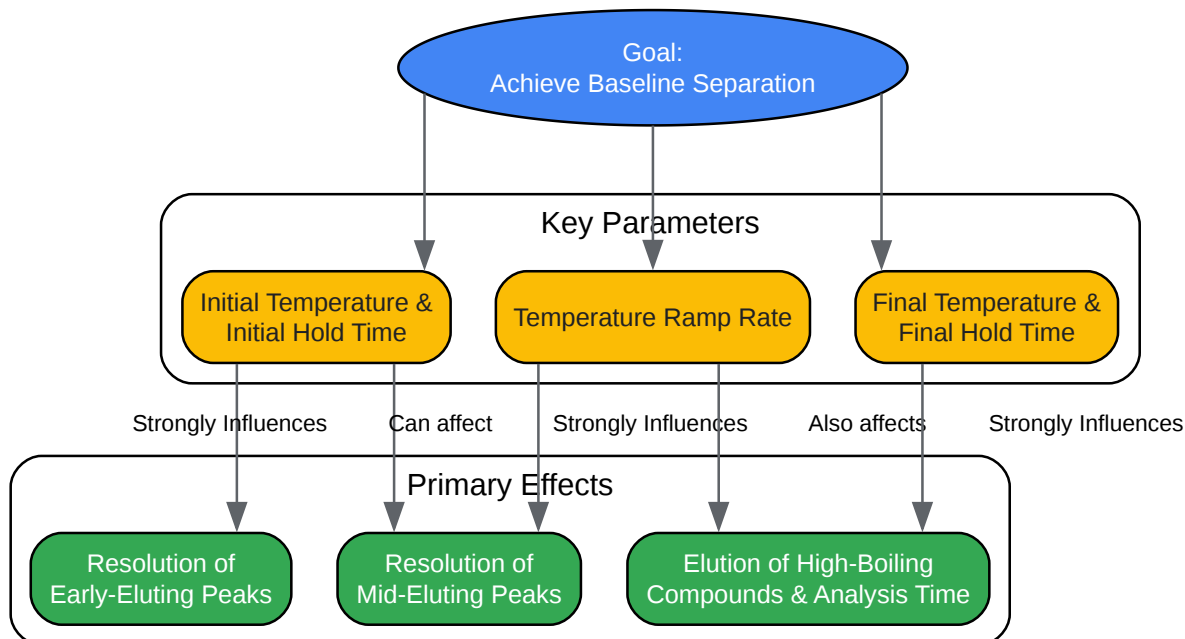 Goal:
Achieve Baseline Separation
Key Parameters
Initial Temperature &
Initial Hold Time
Temperature Ramp Rate
Final Temperature &
Final Hold Time
Strongly Influences
Can affect
Strongly Influences
Also affects
Strongly Influences
Primary Effects
Resolution of
Early-Eluting Peaks
Resolution of
Mid-Eluting Peaks
Elution of High-Boiling
Compounds & Analysis Time